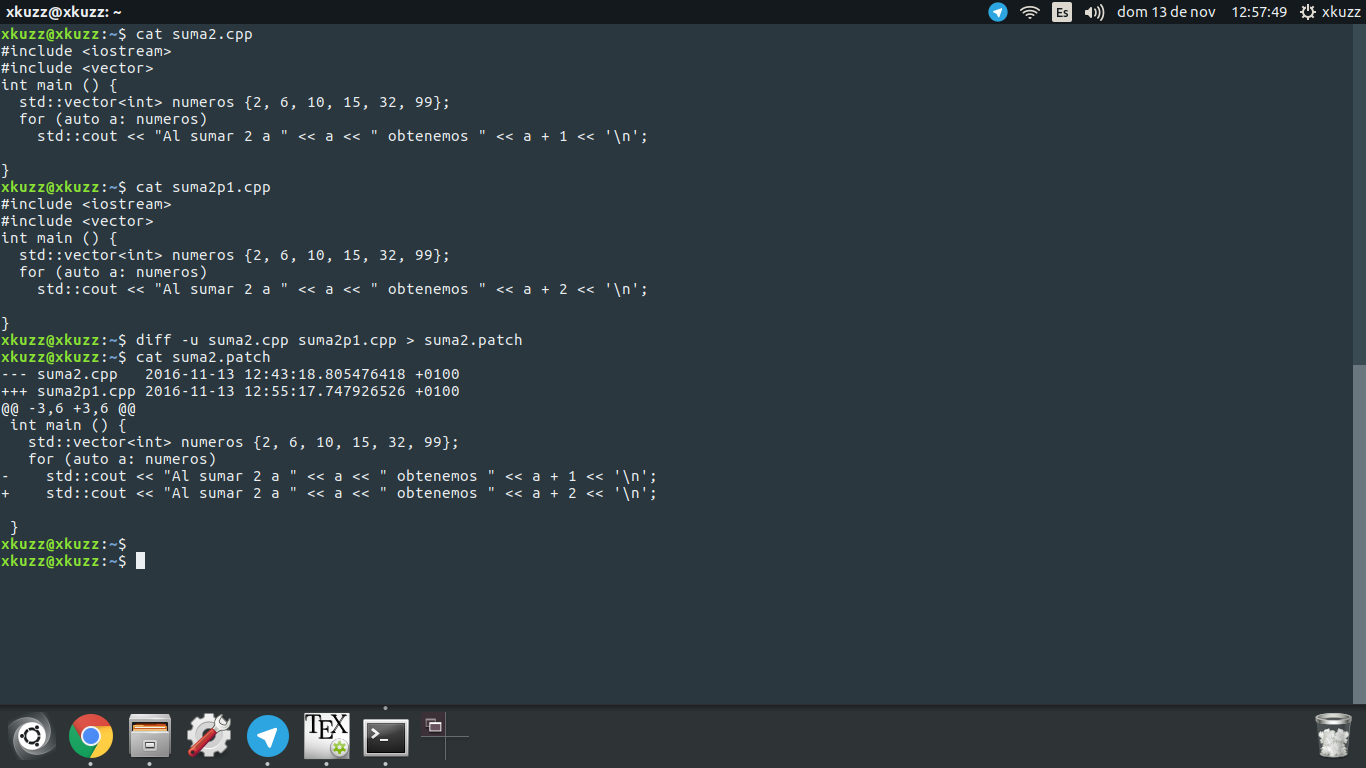 xkuzz@xkuzz: ~
Es
dom 13 de nov
12:57:49
xkuzz
xkuzz@xkuzz:~$ cat suma2.cpp
#include <iostream>
#include <vector>
int main () {
  std::vector<int> numeros {2, 6, 10, 15, 32, 99};
  for (auto a: numeros)
    std::cout << "Al sumar 2 a " << a << " obtenemos " << a + 1 << '\n';
}
xkuzz@xkuzz:~$ cat suma2p1.cpp
#include <iostream>
#include <vector>
int main () {
  std::vector<int> numeros {2, 6, 10, 15, 32, 99};
  for (auto a: numeros)
    std::cout << "Al sumar 2 a " << a << " obtenemos " << a + 2 << '\n';
}
xkuzz@xkuzz:~$ diff -u suma2.cpp suma2p1.cpp > suma2.patch
xkuzz@xkuzz:~$ cat suma2.patch
--- suma2.cpp   2016-11-13 12:43:18.805476418 +0100
+++ suma2p1.cpp 2016-11-13 12:55:17.747926526 +0100
@@ -3,6 +3,6 @@
 int main () {
   std::vector<int> numeros {2, 6, 10, 15, 32, 99};
   for (auto a: numeros)
-    std::cout << "Al sumar 2 a " << a << " obtenemos " << a + 1 << '\n';
+    std::cout << "Al sumar 2 a " << a << " obtenemos " << a + 2 << '\n';
 }
xkuzz@xkuzz:~$
xkuzz@xkuzz:~$
TEX
>_